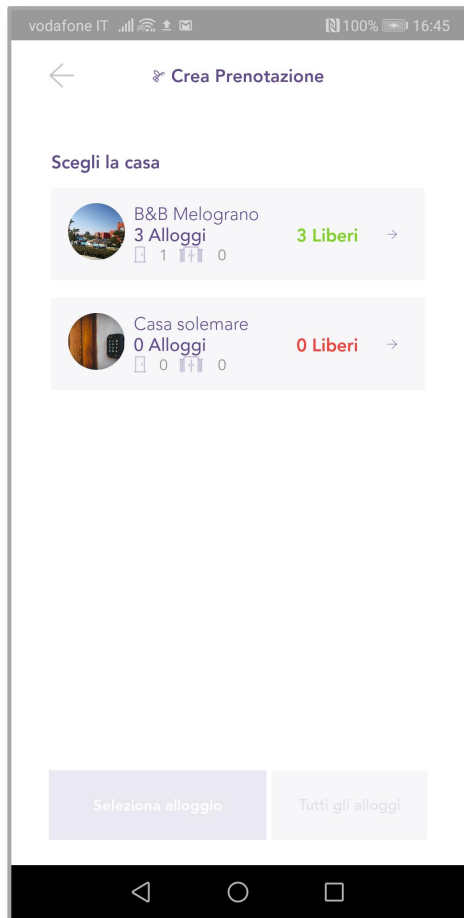 vodafone IT 100% 16:45
Crea Prenotazione
Scegli la casa
B&B Melograno
3 Alloggi 3 Liberi
1 0
Casa solemare
0 Alloggi 0 Liberi
0 0
Seleziona alloggio Tutti gli alloggi